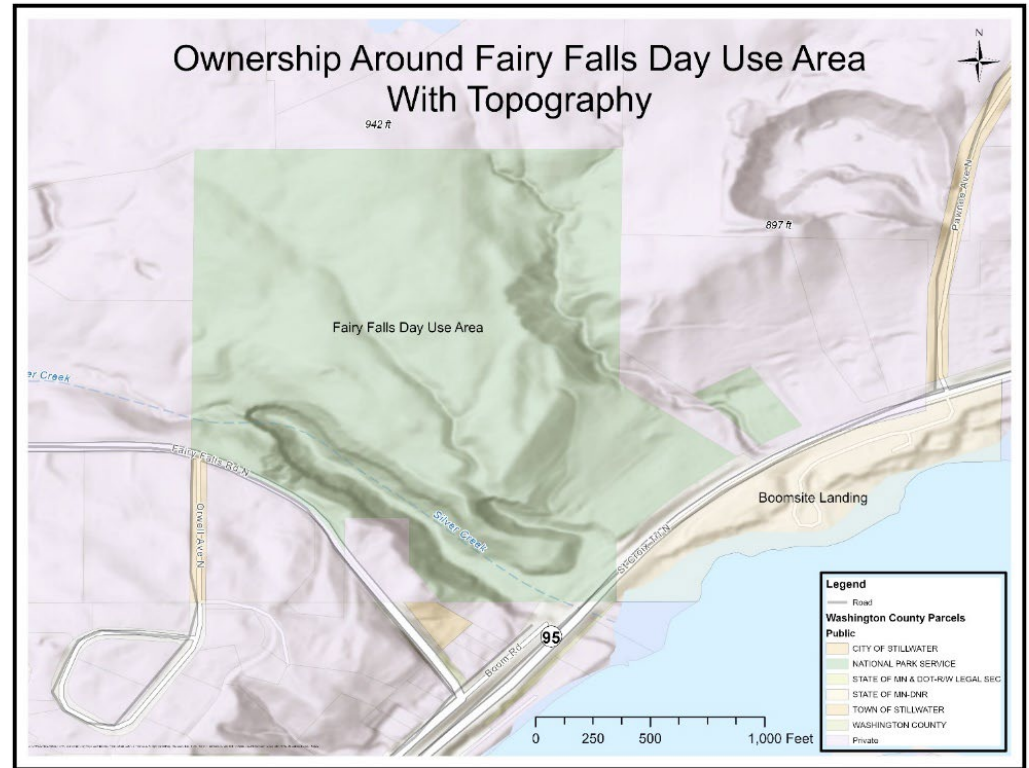 Ownership Around Fairy Falls Day Use Area
With Topography
N
942 ft
897 ft
Pawnee Ave N
Fairy Falls Day Use Area
er Creek
Fairy Falls Rd N
Orwell Ave N
Silver Creek
St Croix Trl N
Boomsite Landing
95
Boom Rd
0 250 500 1,000 Feet
Legend
Road
Washington County Parcels
Public
CITY OF STILLWATER
NATIONAL PARK SERVICE
STATE OF MN & DOT-R/W LEGAL SEC
STATE OF MN-DNR
TOWN OF STILLWATER
WASHINGTON COUNTY
Private